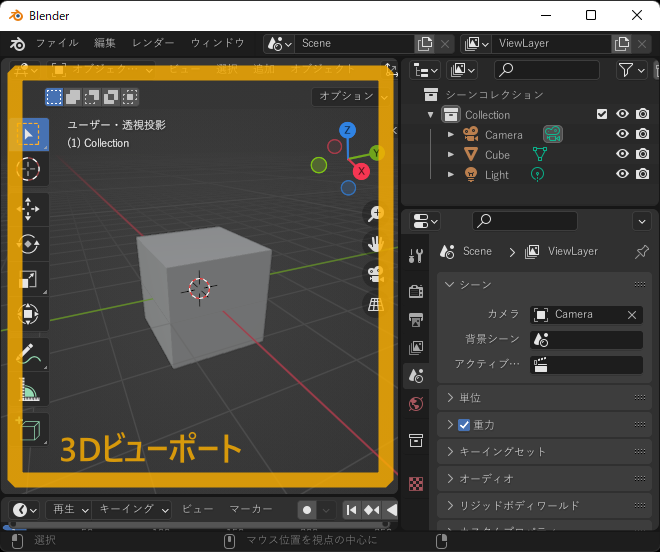 Blender
ファイル 編集 レンダー ウィンドウ Scene ViewLayer
オブジェクト… ビュー 選択 追加 オブジェクト
オプション
ユーザー・透視投影
(1) Collection
Z
Y
X
3Dビューポート
シーンコレクション
Collection
Camera
Cube
Light
Scene ViewLayer
シーン
カメラ Camera
背景シーン
アクティブ…
単位
重力
キーイングセット
オーディオ
リジッドボディワールド
再生 キーイング ビュー マーカー
選択 マウス位置を視点の中心に